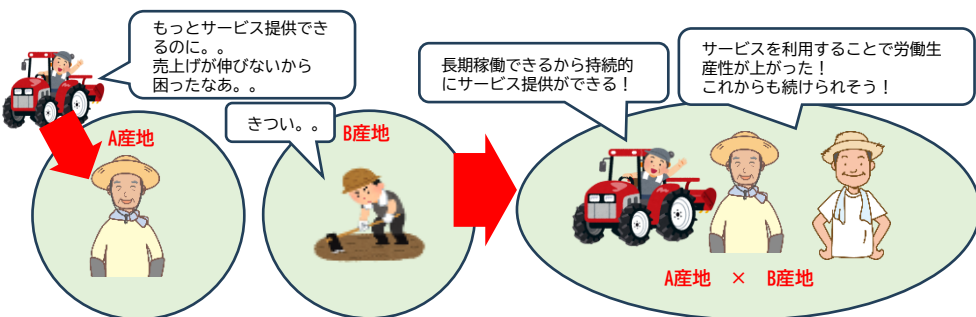 もっとサービス提供でき
るのに。。
売上げが伸びないから
困ったなあ。。
A産地
きつい。。
B産地
長期稼働できるから持続的
にサービス提供ができる！
サービスを利用することで労働生
産性が上がった！
これからも続けられそう！
A産地 × B産地